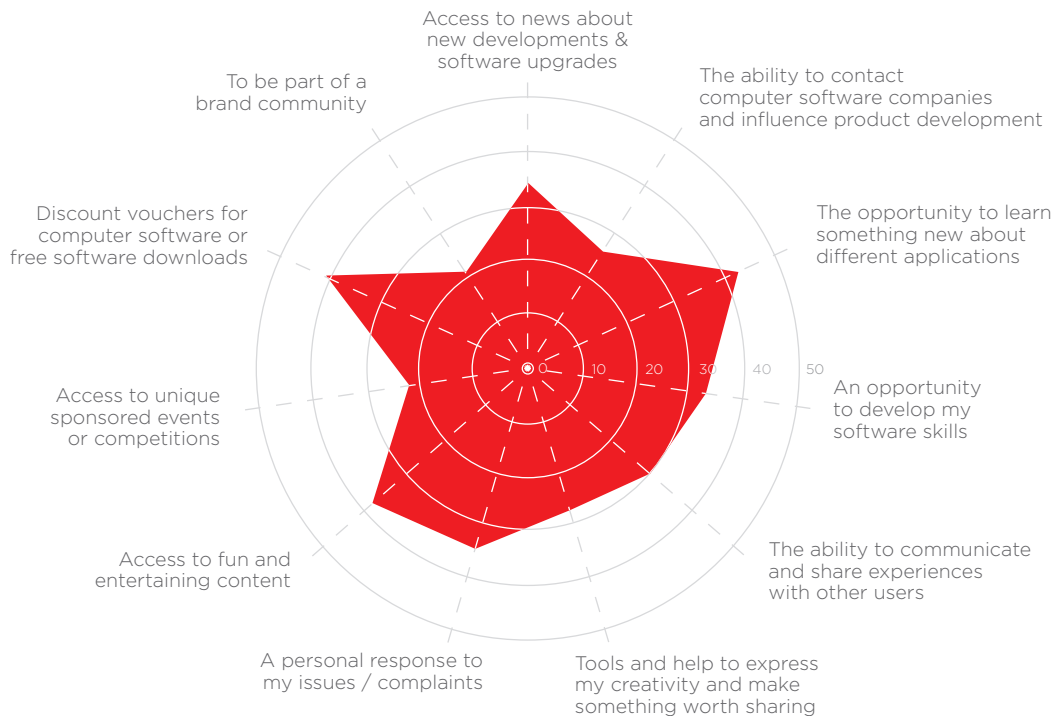 Access to news about
new developments &
software upgrades
The ability to contact
computer software companies
and influence product development
The opportunity to learn
something new about
different applications
An opportunity
to develop my
software skills
The ability to communicate
and share experiences
with other users
Tools and help to express
my creativity and make
something worth sharing
A personal response to
my issues / complaints
Access to fun and
entertaining content
Access to unique
sponsored events
or competitions
Discount vouchers for
computer software or
free software downloads
To be part of a
brand community
0 10 20 30 40 50